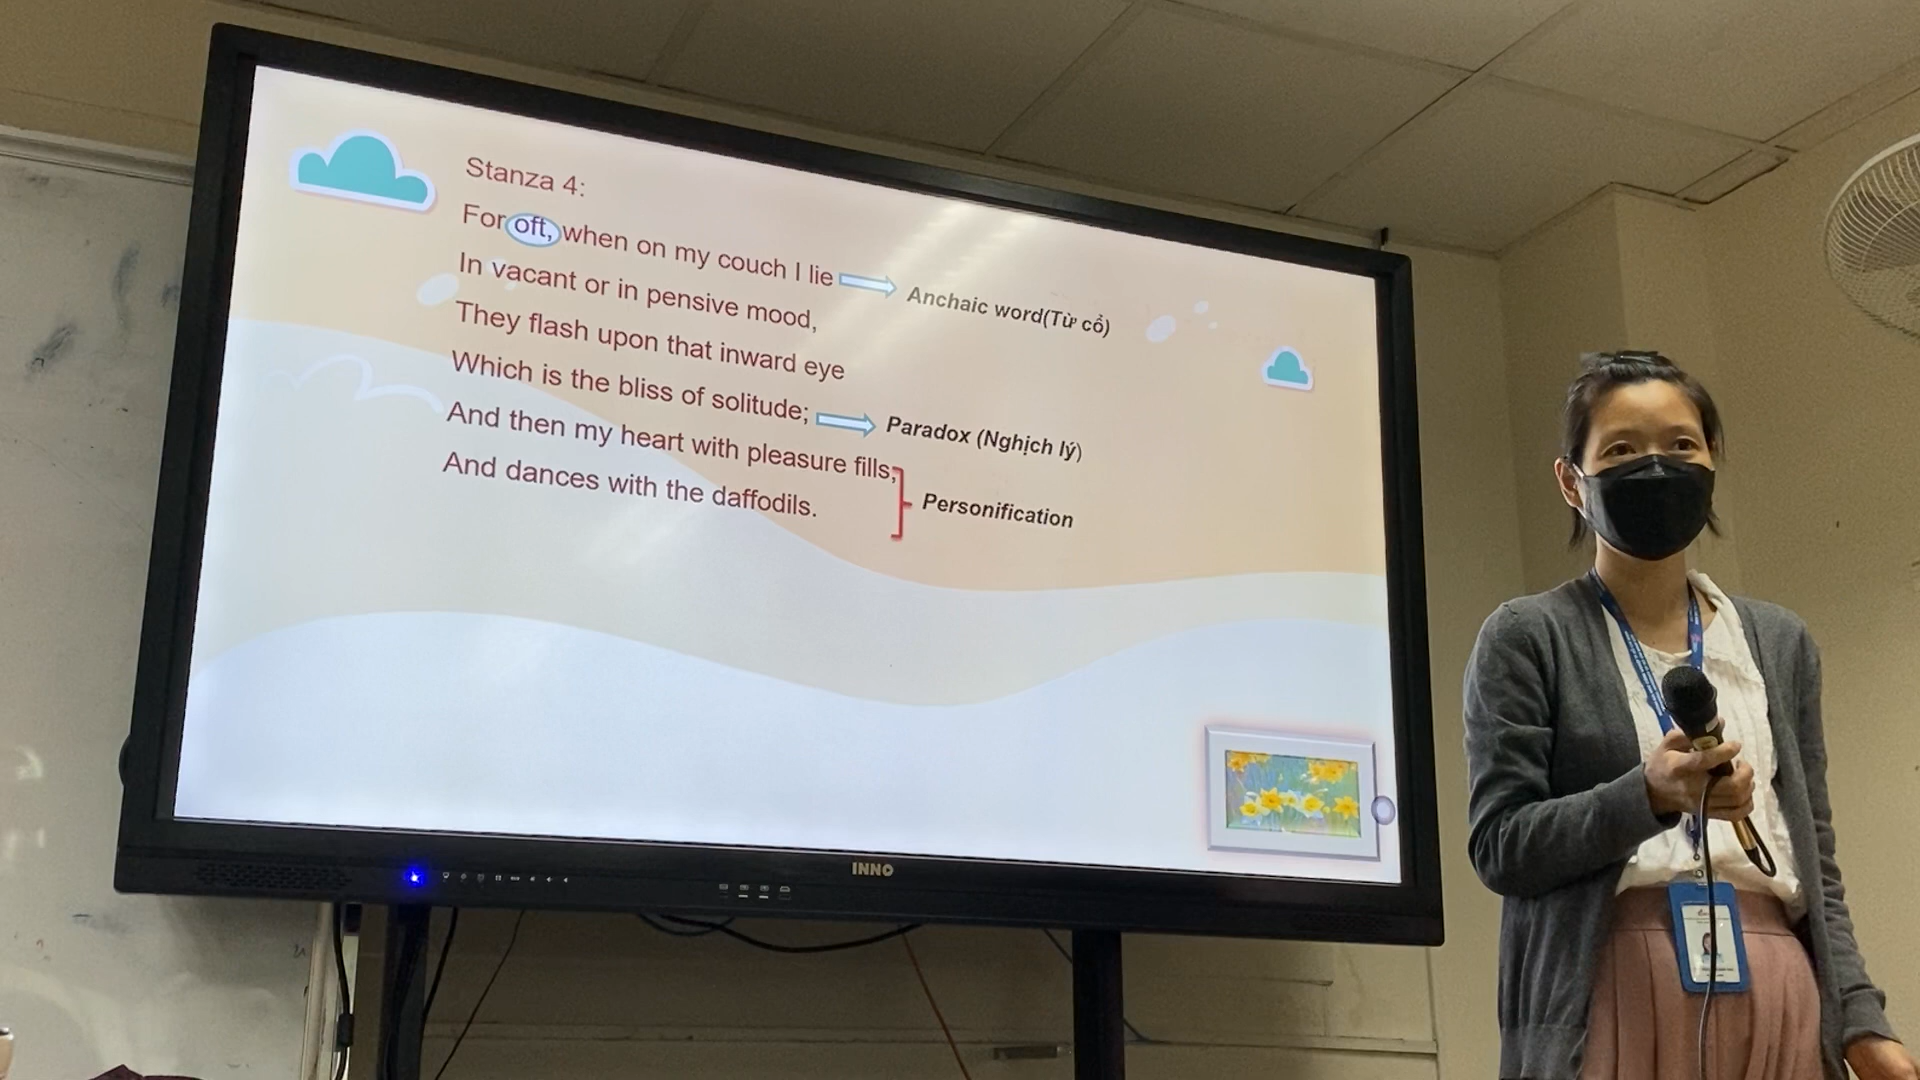 Stanza 4:
For oft, when on my couch I lie
Anchaic word(Từ cổ)
In vacant or in pensive mood,
They flash upon that inward eye
Which is the bliss of solitude;
Paradox (Nghịch lý)
And then my heart with pleasure fills,
And dances with the daffodils.
Personification
INNO